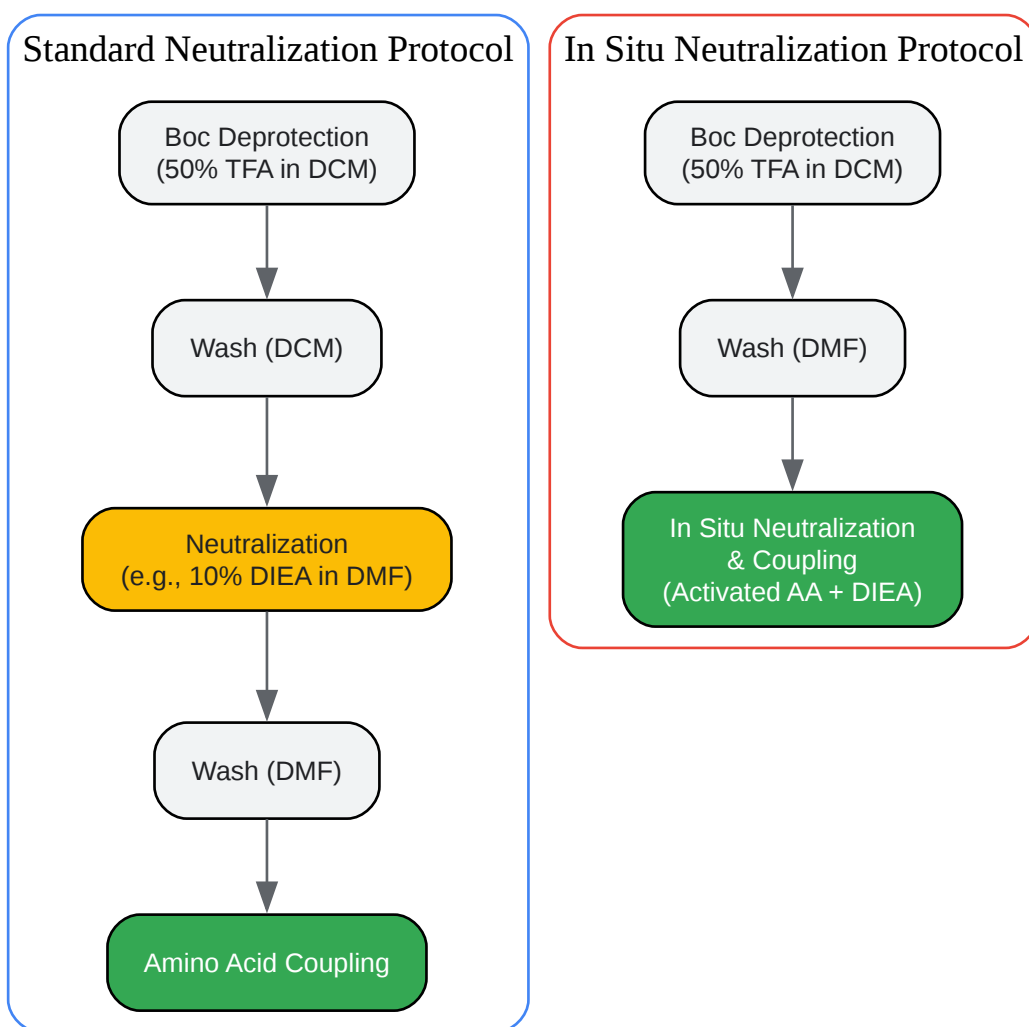 Standard Neutralization Protocol
Boc Deprotection
(50% TFA in DCM)
Wash (DCM)
Neutralization
(e.g., 10% DIEA in DMF)
Wash (DMF)
Amino Acid Coupling
In Situ Neutralization Protocol
Boc Deprotection
(50% TFA in DCM)
Wash (DMF)
In Situ Neutralization
& Coupling
(Activated AA + DIEA)